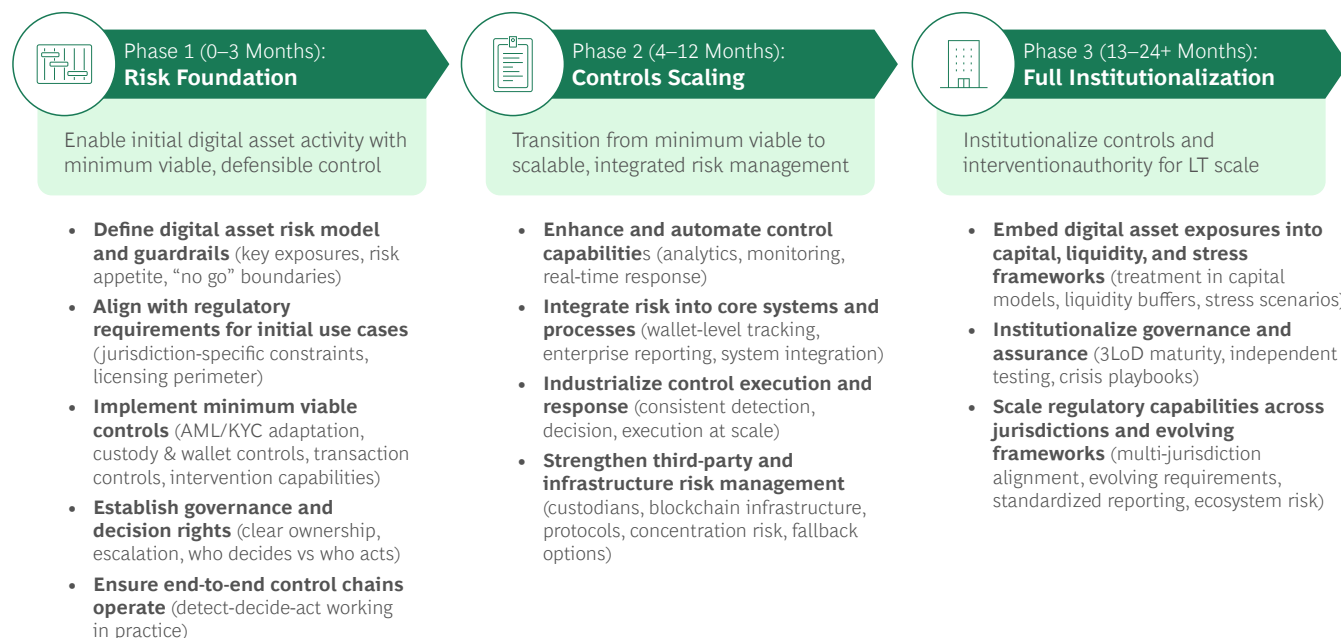 Phase 1 (0–3 Months):
Risk Foundation
Enable initial digital asset activity with
minimum viable, defensible control
• Define digital asset risk model
and guardrails (key exposures, risk
appetite, “no go” boundaries)
• Align with regulatory
requirements for initial use cases
(jurisdiction-specific constraints,
licensing perimeter)
• Implement minimum viable
controls (AML/KYC adaptation,
custody & wallet controls, transaction
controls, intervention capabilities)
• Establish governance and
decision rights (clear ownership,
escalation, who decides vs who acts)
• Ensure end-to-end control chains
operate (detect-decide-act working
in practice)
Phase 2 (4–12 Months):
Controls Scaling
Transition from minimum viable to
scalable, integrated risk management
• Enhance and automate control
capabilities (analytics, monitoring,
real-time response)
• Integrate risk into core systems and
processes (wallet-level tracking,
enterprise reporting, system integration)
• Industrialize control execution and
response (consistent detection,
decision, execution at scale)
• Strengthen third-party and
infrastructure risk management
(custodians, blockchain infrastructure,
protocols, concentration risk, fallback
options)
Phase 3 (13–24+ Months):
Full Institutionalization
Institutionalize controls and
interventionauthority for LT scale
• Embed digital asset exposures into
capital, liquidity, and stress
frameworks (treatment in capital
models, liquidity buffers, stress scenarios)
• Institutionalize governance and
assurance (3LoD maturity, independent
testing, crisis playbooks)
• Scale regulatory capabilities across
jurisdictions and evolving
frameworks (multi-jurisdiction
alignment, evolving requirements,
standardized reporting, ecosystem risk)